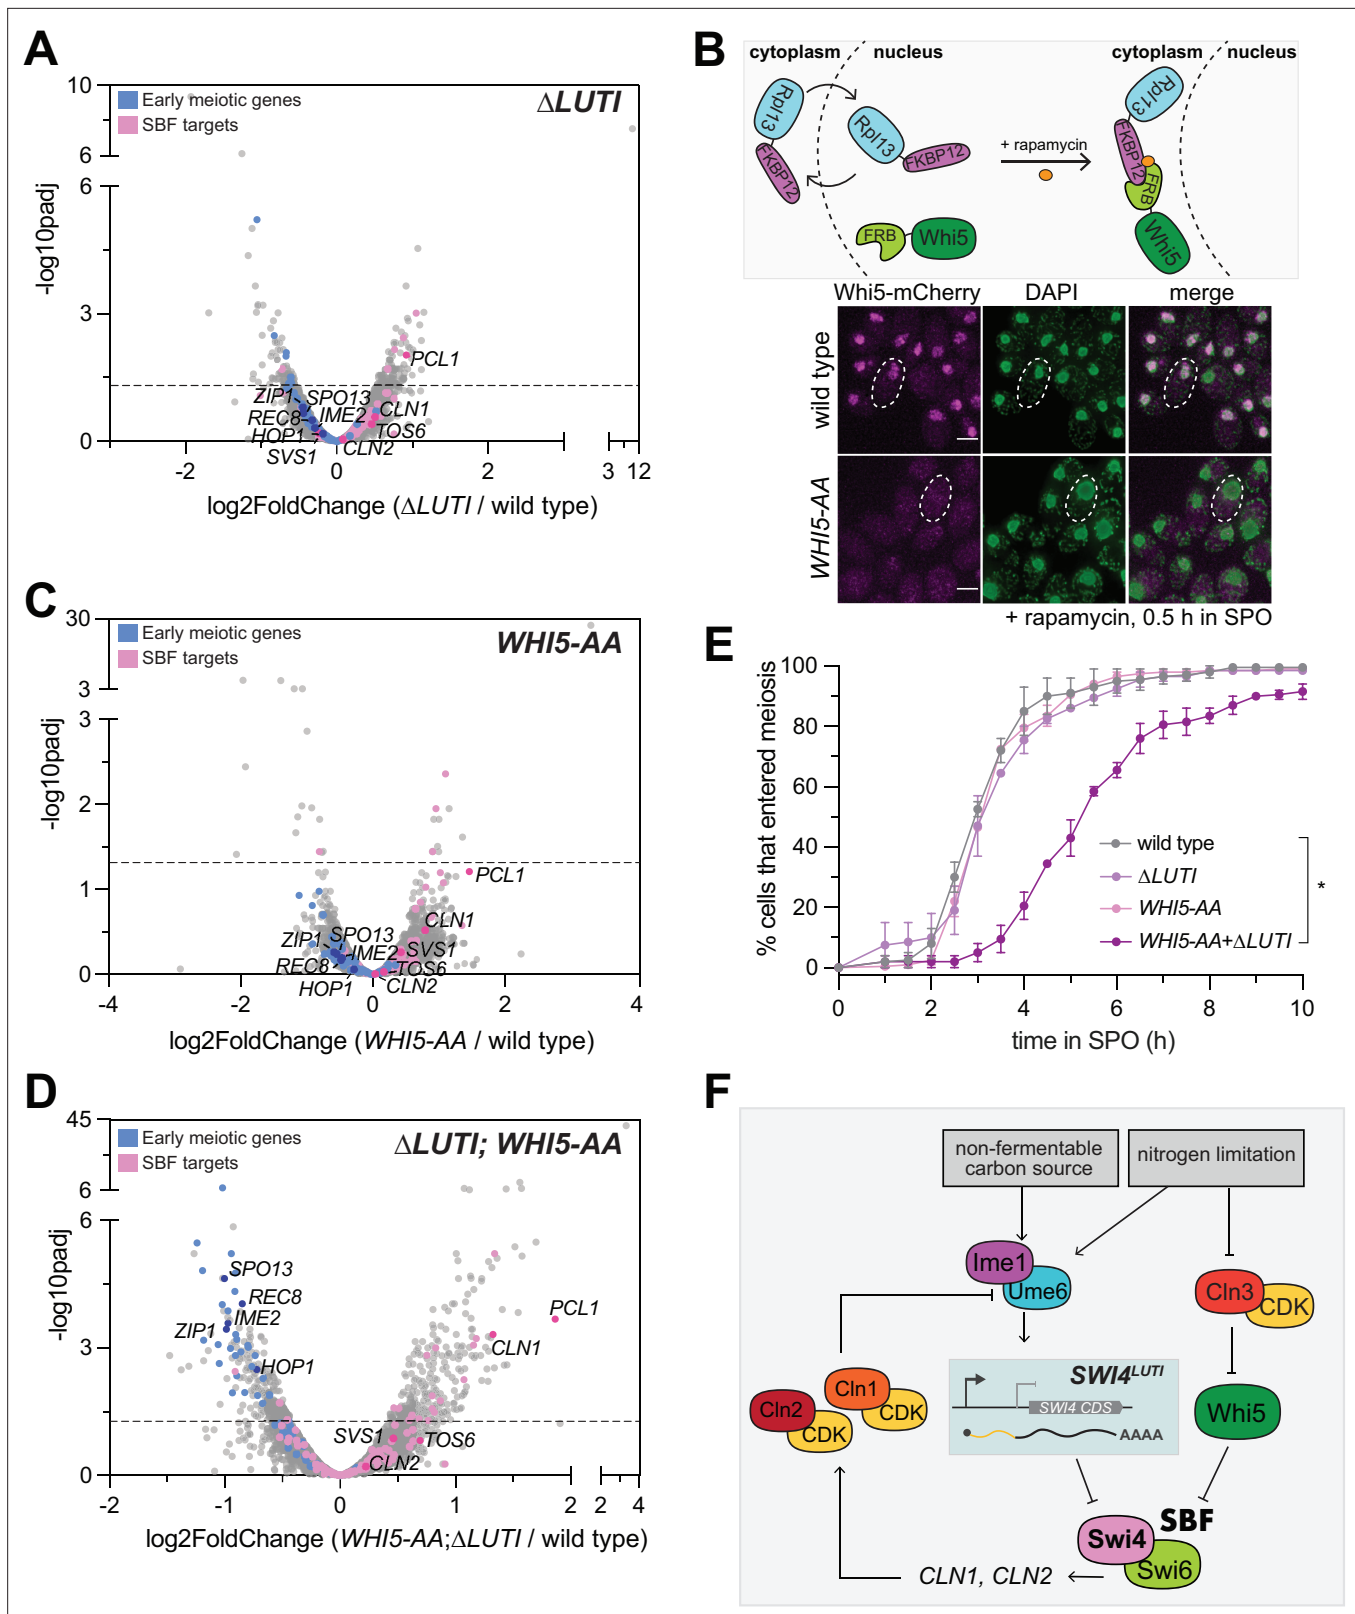 A
10
6
6
3
0
-log10padj
Early meiotic genes
SBF targets
ΔLUTI
PCL1
ZIP1
SPO13
REC8
IME2
CLN1
HOP1
TOS6
SVS1
CLN2
-2
0
2
3
12
log2FoldChange (ΔLUTI / wild type)
B
cytoplasm
nucleus
cytoplasm
nucleus
Rpl13
FKBP12
Rpl13
FKBP12
FRB
Whi5
+ rapamycin
Rpl13
FKBP12
FRB
Whi5
Whi5-mCherry
DAPI
merge
wild type
WHI5-AA
+ rapamycin, 0.5 h in SPO
C
30
3
3
2
1
0
-log10padj
Early meiotic genes
SBF targets
WHI5-AA
PCL1
CLN1
SPO13
ZIP1
IME2
SVS1
REC8
TOS6
HOP1
CLN2
-4
-2
0
2
4
log2FoldChange (WHI5-AA / wild type)
D
45
6
6
3
0
-log10padj
Early meiotic genes
SBF targets
ΔLUTI; WHI5-AA
SPO13
REC8
IME2
ZIP1
HOP1
PCL1
CLN1
SVS1
TOS6
CLN2
-2
-1
0
1
2
2
4
log2FoldChange (WHI5-AA;ΔLUTI / wild type)
E
100
80
60
40
20
0
% cells that entered meiosis
wild type
ΔLUTI
WHI5-AA
WHI5-AA+ΔLUTI
*
0
2
4
6
8
10
time in SPO (h)
F
non-fermentable
carbon source
nitrogen limitation
Ime1
Ume6
Cln3
CDK
Cln1
CDK
Cln2
CDK
SWI4LUTI
SWI4 CDS
AAAA
Whi5
SBF
Swi4
Swi6
CLN1, CLN2